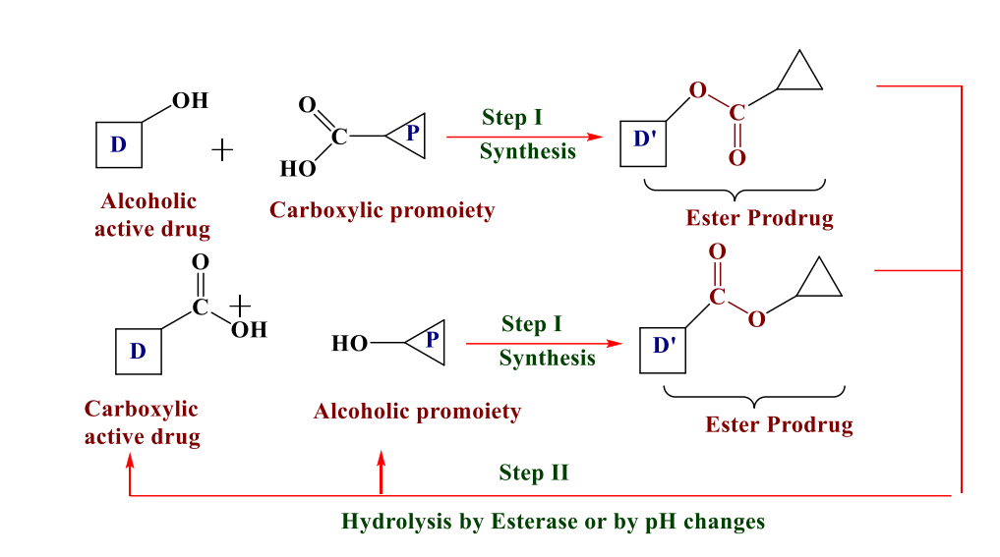 OH
D
+
O
C
HO
P
Step I
Synthesis
O
C
O
D'
Alcoholic
active drug
Carboxylic promoiety
Ester Prodrug
O
C
+
OH
D
HO
P
Step I
Synthesis
O
C
O
D'
Carboxylic
active drug
Alcoholic promoiety
Ester Prodrug
Step II
Hydrolysis by Esterase or by pH changes